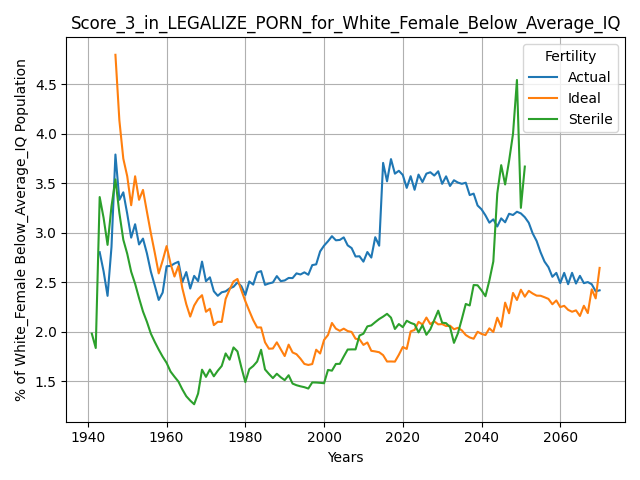 Score_3_in_LEGALIZE_PORN_for_White_Female_Below_Average_IQ
% of White_Female Below_Average_IQ Population
4.5
4.0
3.5
3.0
2.5
2.0
1.5
Fertility
Actual
Ideal
Sterile
1940 1960 1980 2000 2020 2040 2060
Years